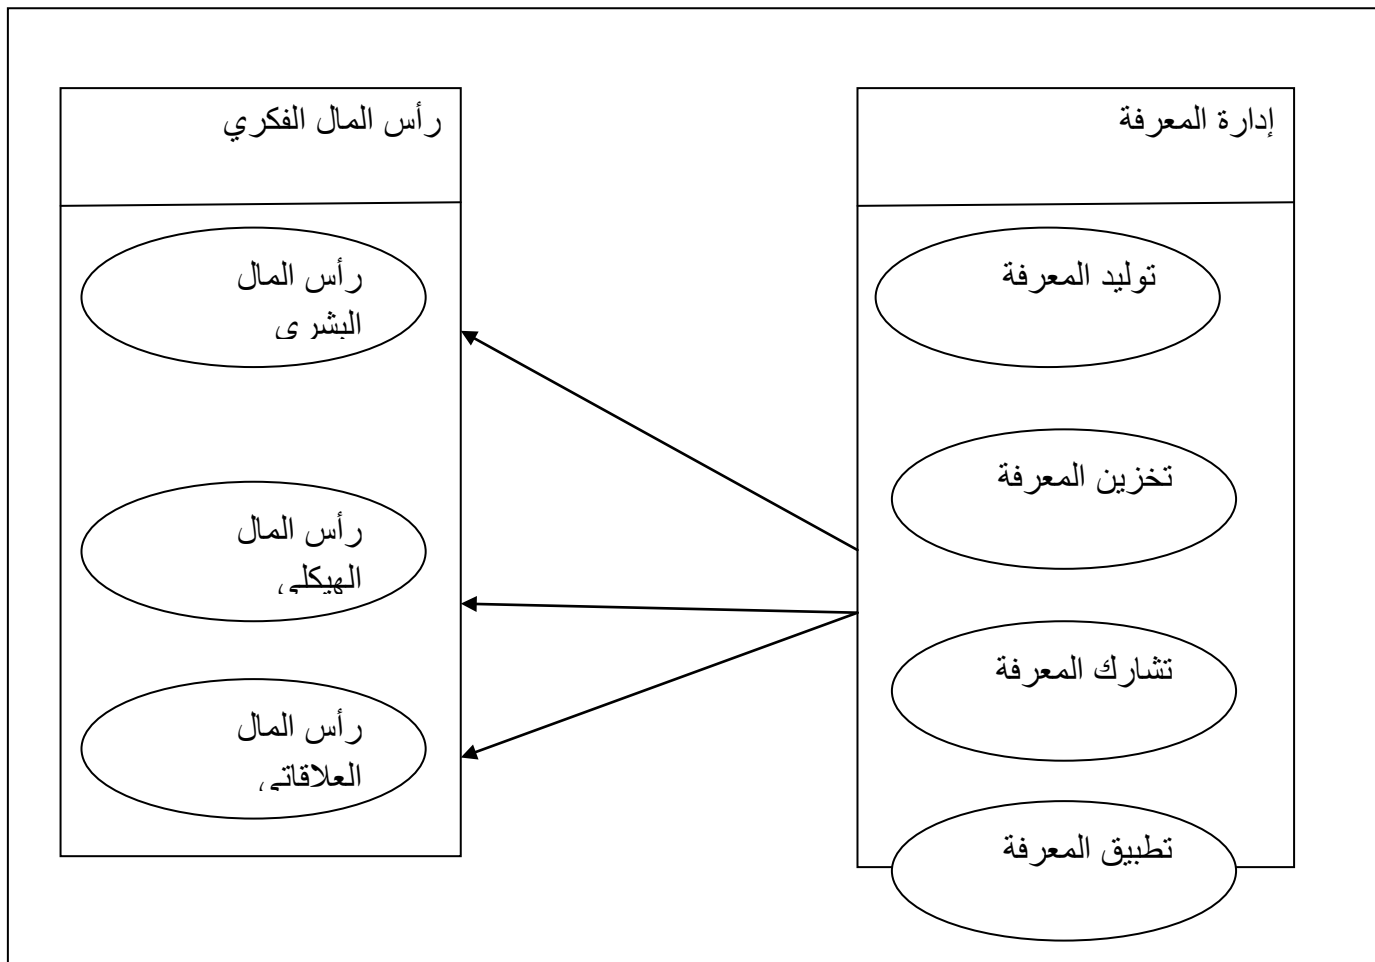 إدارة المعرفة
توليد المعرفة
تخزين المعرفة
تشارك المعرفة
تطبيق المعرفة
رأس المال الفكري
رأس المال
البشري
رأس المال
الهيكلي
رأس المال
العلاقاتي